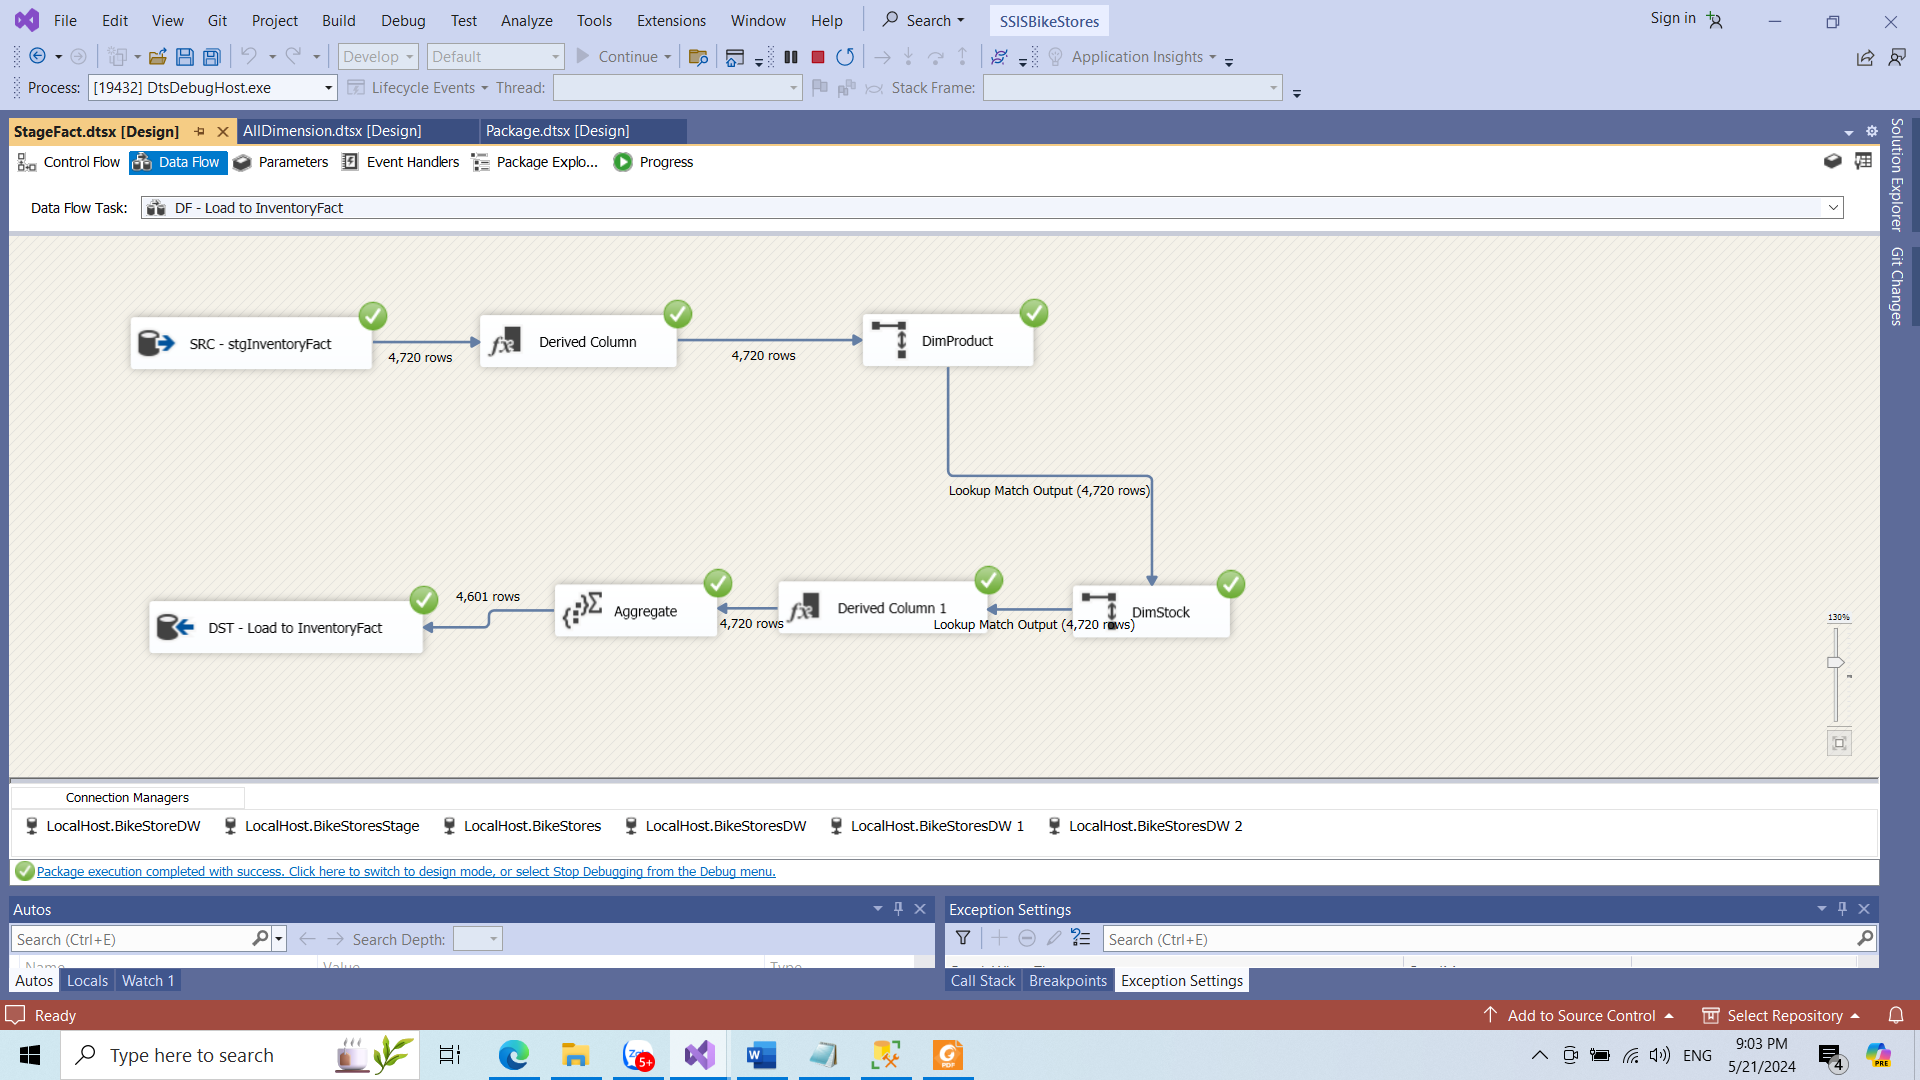 File Edit View Git Project Build Debug Test Analyze Tools Extensions Window Help Search SSISBikeStores Sign in
Develop Default Continue Application Insights
Process: [19432] DtsDebugHost.exe Lifecycle Events Thread: Stack Frame:
StageFact.dtsx [Design] AllDimension.dtsx [Design] Package.dtsx [Design]
Control Flow Data Flow Parameters Event Handlers Package Explo... Progress
Solution Explorer
Git Changes
Data Flow Task: DF - Load to InventoryFact
SRC - stgInventoryFact
4,720 rows
Derived Column
4,720 rows
DimProduct
Lookup Match Output (4,720 rows)
DimStock
Lookup Match Output (4,720 rows)
Derived Column 1
4,720 rows
Aggregate
4,601 rows
DST - Load to InventoryFact
130%
Connection Managers
LocalHost.BikeStoreDW LocalHost.BikeStoresStage LocalHost.BikeStores LocalHost.BikeStoresDW LocalHost.BikeStoresDW 1 LocalHost.BikeStoresDW 2
Package execution completed with success. Click here to switch to design mode, or select Stop Debugging from the Debug menu.
Autos
Search (Ctrl+E) Search Depth:
Name Value Type
Autos Locals Watch 1
Exception Settings
Search (Ctrl+E)
Call Stack Breakpoints Exception Settings
Ready Add to Source Control Select Repository
Type here to search
5+
ENG
9:03 PM
5/21/2024
4
PRE